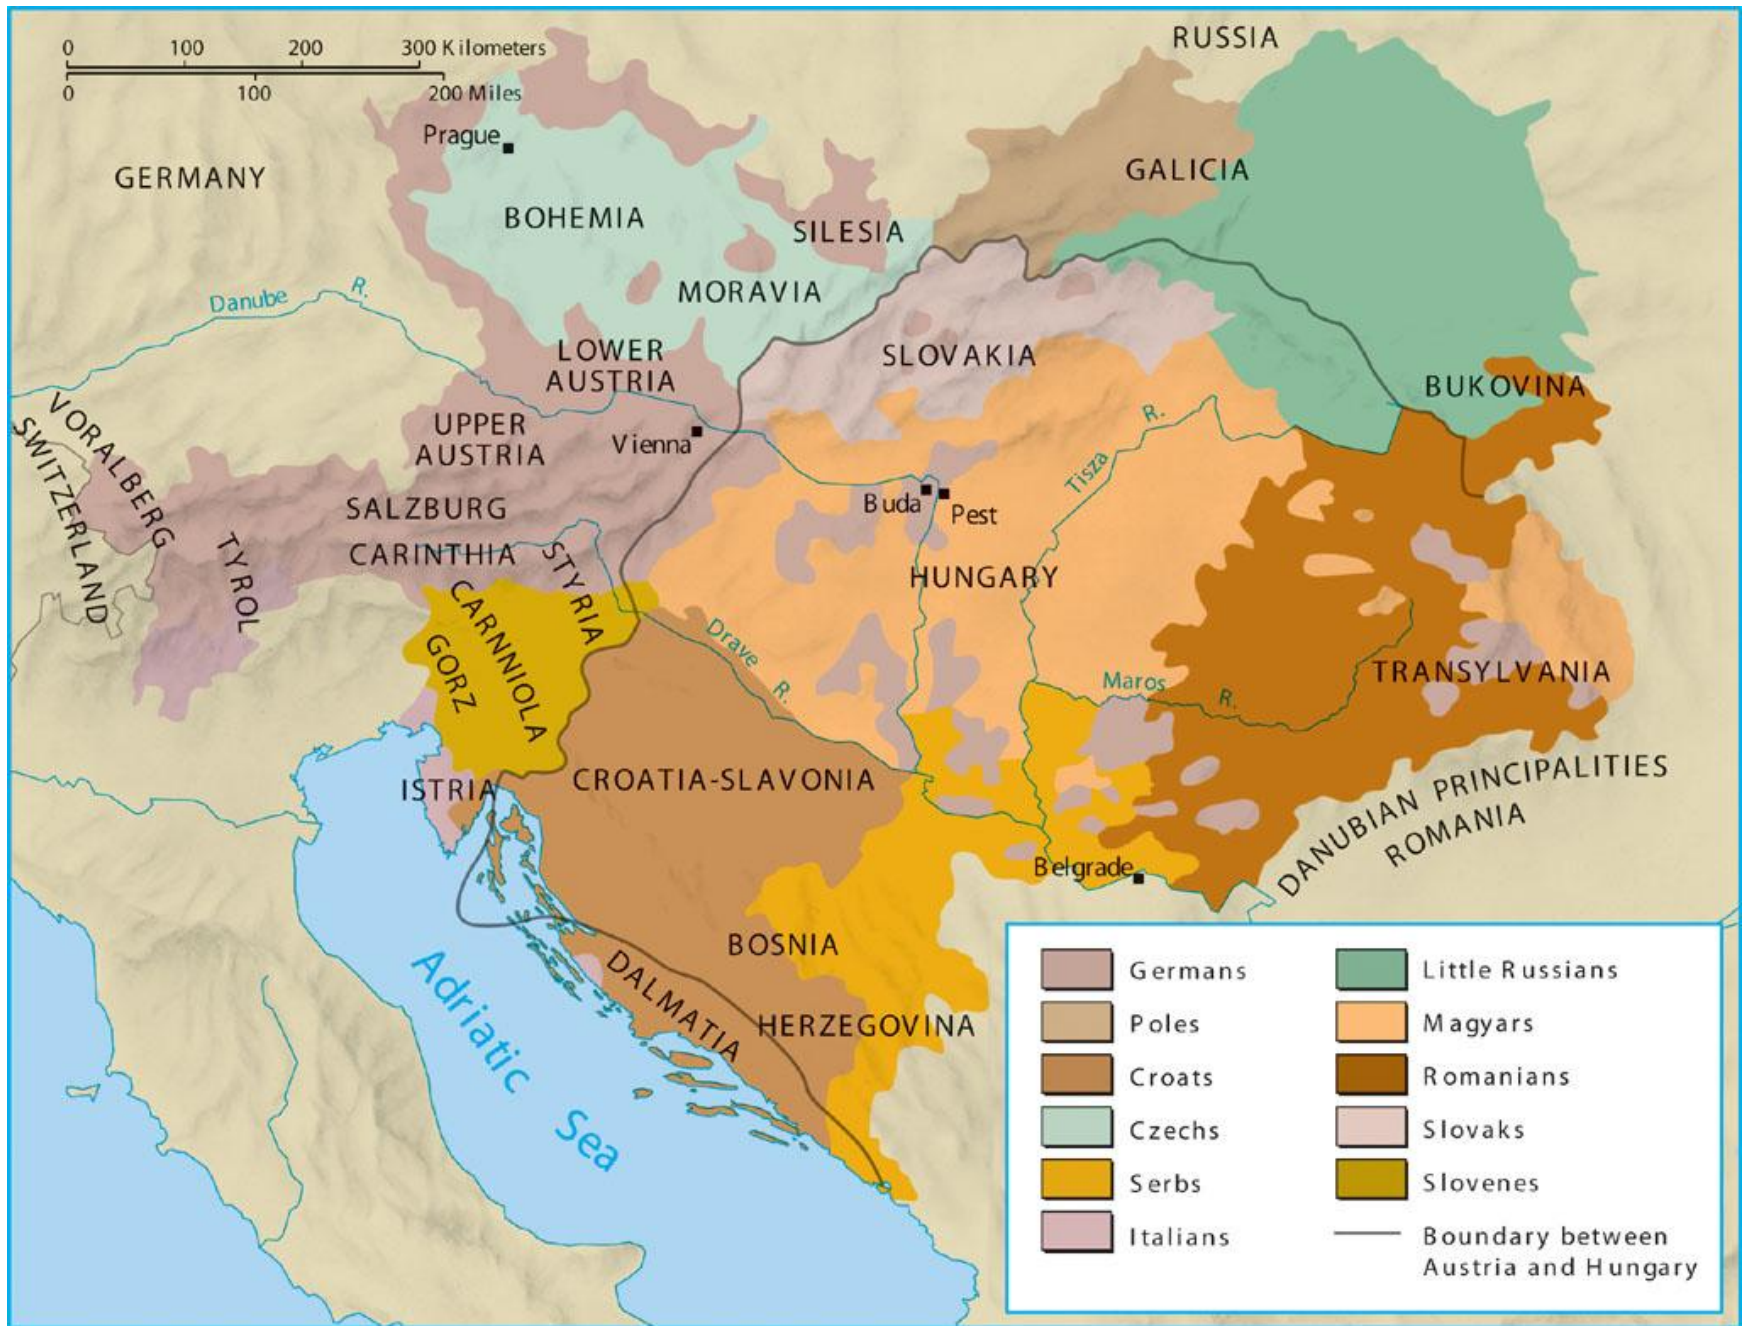 0 100 200 300 Kilometers
0 100 200 Miles
RUSSIA
Prague
GERMANY
GALICIA
BOHEMIA
SILESIA
MORAVIA
Danube R.
LOWER
AUSTRIA
SLOVAKIA
BUKOVINA
VORALBERG
SWITZERLAND
UPPER
AUSTRIA
Vienna
Tisza R.
Buda
Pest
SALZBURG
TYROL
CARINTHIA
STYRIA
HUNGARY
CARNNIOLA
GORZ
Drave R.
Maros R.
TRANSYLVANIA
ISTRIA
CROATIA-SLAVONIA
DANUBIAN PRINCIPALITIES
ROMANIA
Belgrade
BOSNIA
DALMATIA
HERZEGOVINA
Adriatic Sea
Germans
Poles
Croats
Czechs
Serbs
Italians
Little Russians
Magyars
Romanians
Slovaks
Slovenes
Boundary between
Austria and Hungary